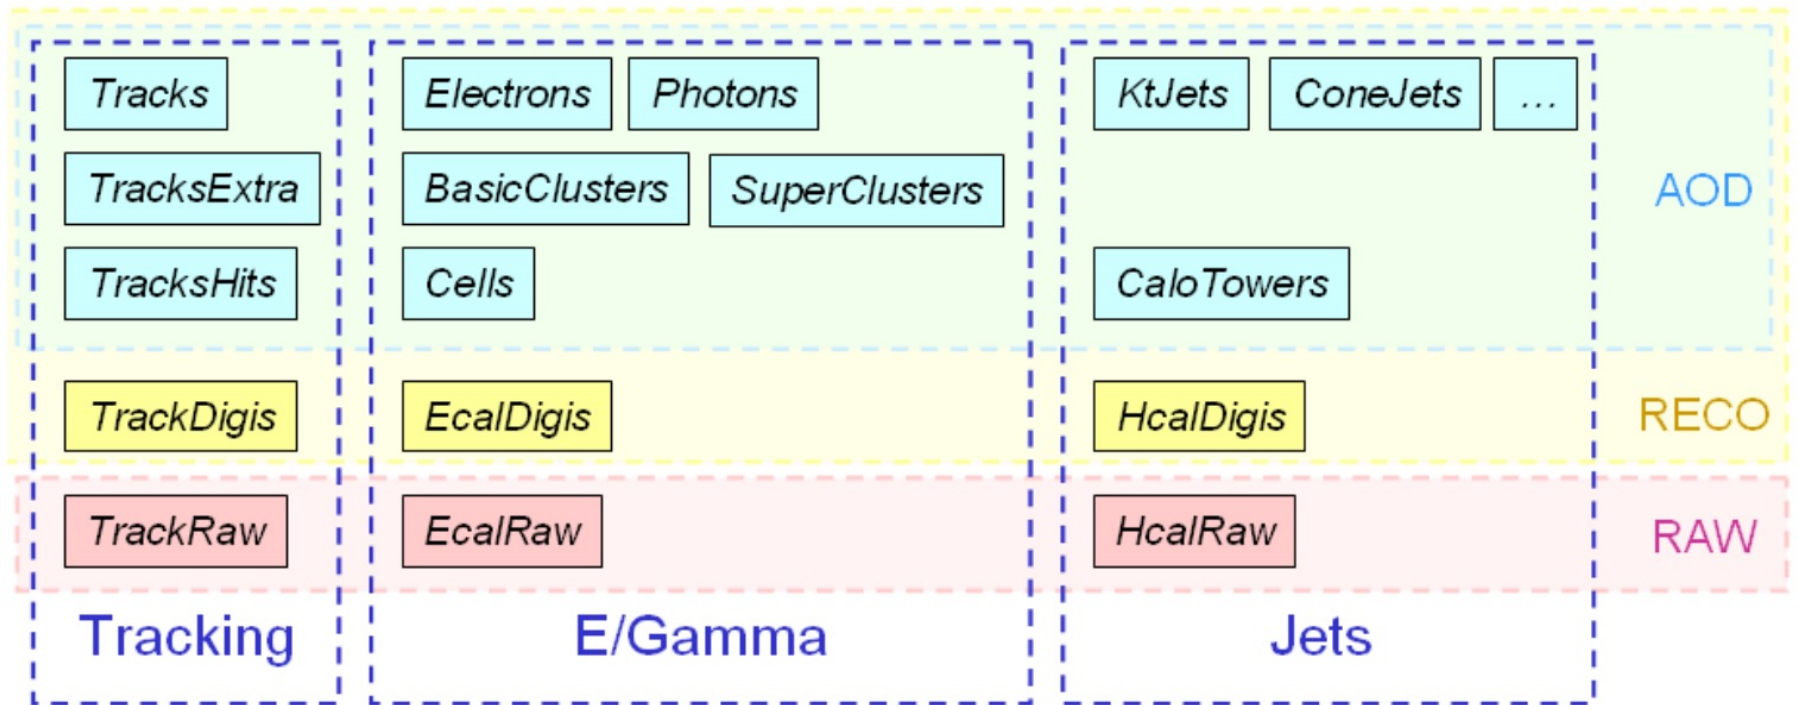 Tracks Electrons Photons KtJets ConeJets ...
TracksExtra BasicClusters SuperClusters AOD
TracksHits Cells CaloTowers
TrackDigis EcalDigis HcalDigis RECO
TrackRaw EcalRaw HcalRaw RAW
Tracking E/Gamma Jets